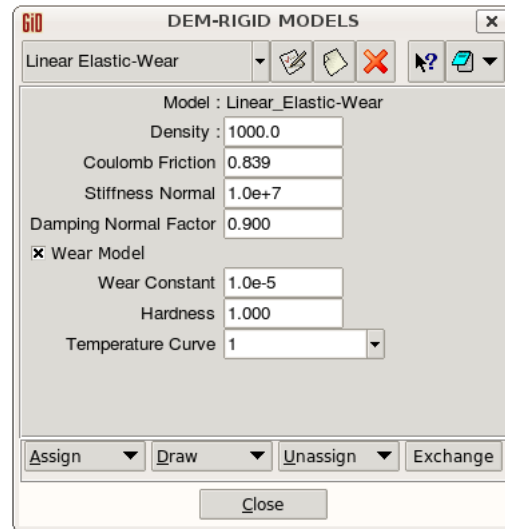 GiD DEM-RIGID MODELS x
Linear Elastic-Wear ?
Model : Linear_Elastic-Wear
Density : 1000.0
Coulomb Friction 0.839
Stiffness Normal 1.0e+7
Damping Normal Factor 0.900
x Wear Model
Wear Constant 1.0e-5
Hardness 1.000
Temperature Curve 1
Assign Draw Unassign Exchange
Close